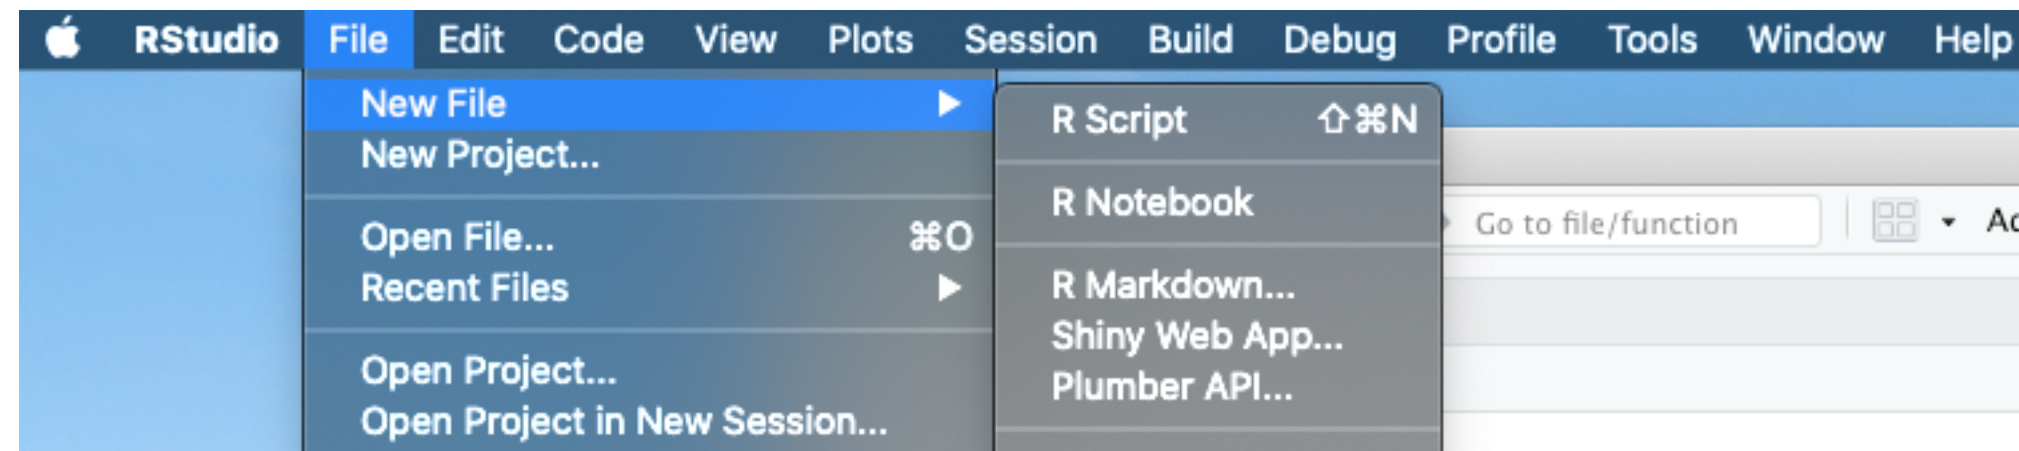 RStudio File Edit Code View Plots Session Build Debug Profile Tools Window Help
New File
New Project...
Open File... ⌘O
Recent Files
Open Project...
Open Project in New Session...
R Script ⇧⌘N
R Notebook
R Markdown...
Shiny Web App...
Plumber API...
Go to file/function